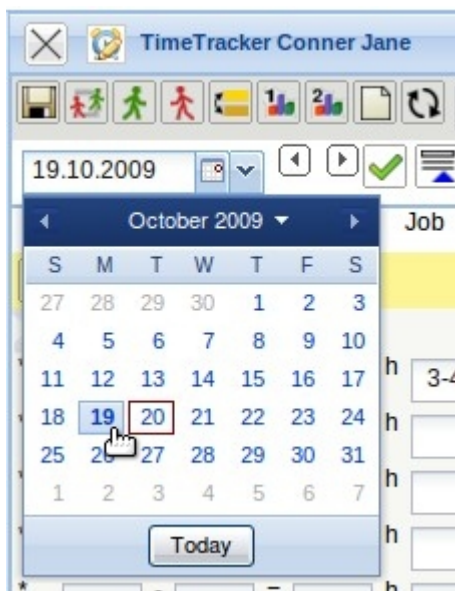 TimeTracker Conner Jane
1 2
19.10.2009
October 2009 Job
S M T W T F S
27 28 29 30 1 2 3
4 5 6 7 8 9 10
11 12 13 14 15 16 17 h 3-4
18 19 20 21 22 23 24 h
25 26 27 28 29 30 31
1 2 3 4 5 6 7 h
Today h
* - = h